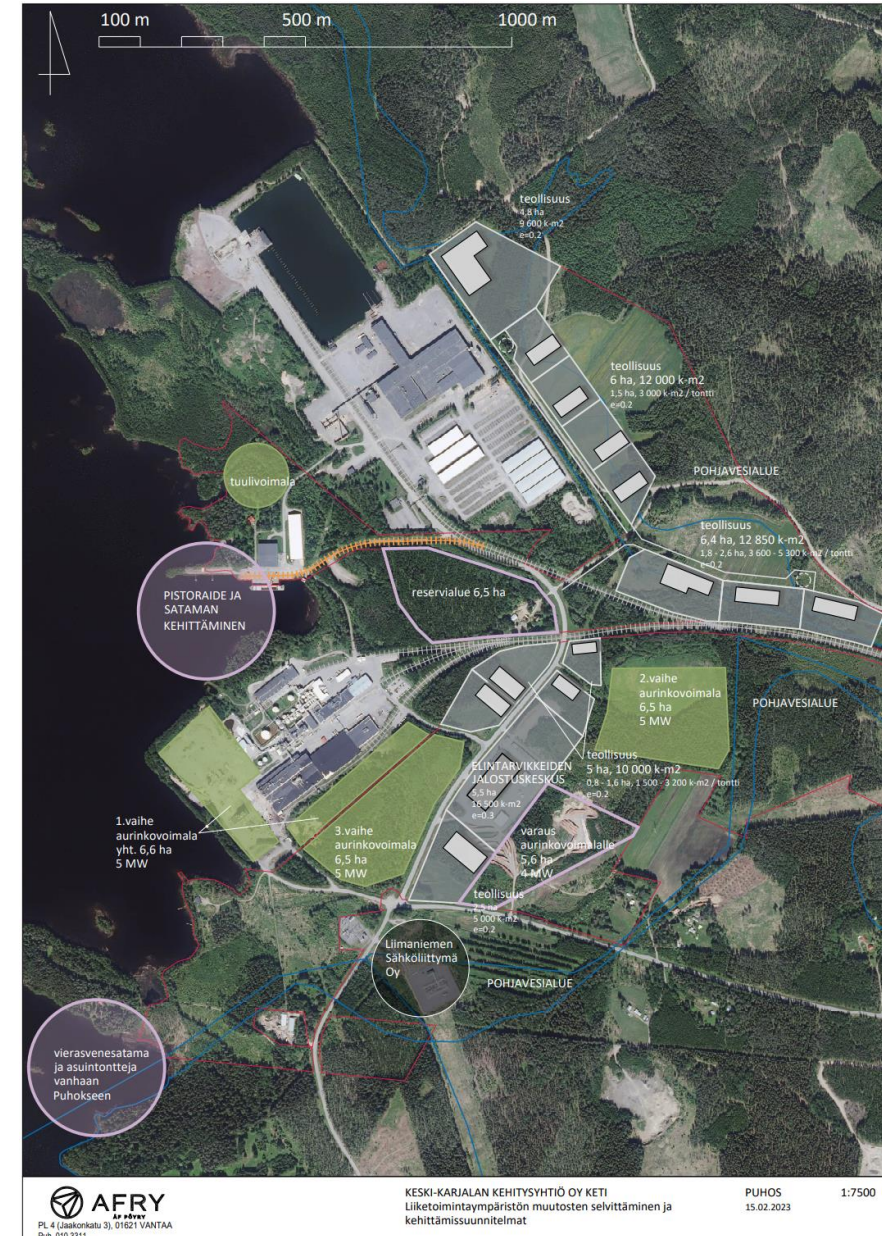 100 m
500 m
1000 m
teollisuus
4,8 ha
9 600 k-m2
e=0.2
teollisuus
6 ha, 12 000 k-m2
1,5 ha, 3 000 k-m2 / tontti
e=0.2
POHJAVESIALUE
teollisuus
6,4 ha, 12 850 k-m2
1,8 - 2,6 ha, 3 600 - 5 300 k-m2 / tontti
e=0.2
tuulivoimala
PISTORAIDE JA
SATAMAN
KEHITTÄMINEN
reservialue 6,5 ha
2.vaihe
aurinkovoimala
6,5 ha
5 MW
POHJAVESIALUE
teollisuus
5 ha, 10 000 k-m2
0,8 - 1,6 ha, 1 500 - 3 200 k-m2 / tontti
e=0.2
ELINTARVIKKEIDEN
JALOSTUSKESKUS
5,5 ha
16 500 k-m2
e=0.3
1.vaihe
aurinkovoimala
yht. 6,6 ha
5 MW
3.vaihe
aurinkovoimala
6,5 ha
5 MW
varaus
aurinkovoimalalle
5,6 ha
4 MW
teollisuus
2,5 ha
5 000 k-m2
e=0.2
Liimaniemen
Sähköliittymä
Oy
POHJAVESIALUE
vierasvenesatama
ja asuintontteja
vanhaan
Puhokseen
AFRY
ÅF PÖYRY
PL 4 (Jaakonkatu 3), 01621 VANTAA
Puh. 010 3311
KESKI-KARJALAN KEHITYSYHTIÖ OY KETI
Liiketoimintaympäristön muutosten selvittäminen ja
kehittämissuunnitelmat
PUHOS
15.02.2023
1:7500